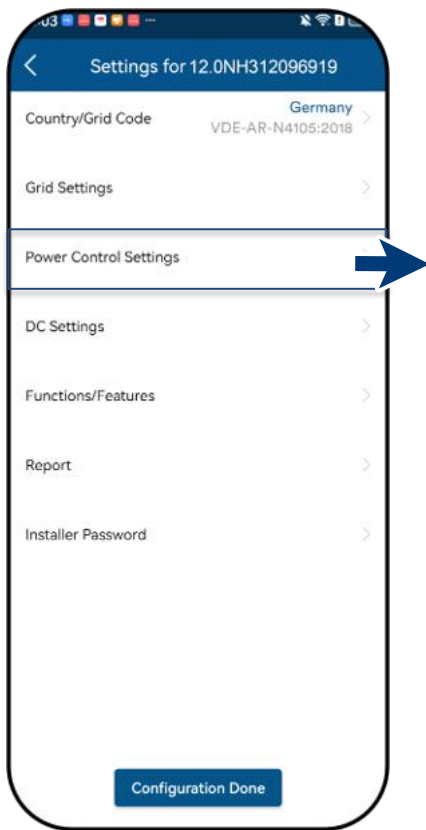 Settings for 12.0NH312096919
Country/Grid Code
Germany
VDE-AR-N4105:2018
Grid Settings
Power Control Settings
DC Settings
Functions/Features
Report
Installer Password
Configuration Done